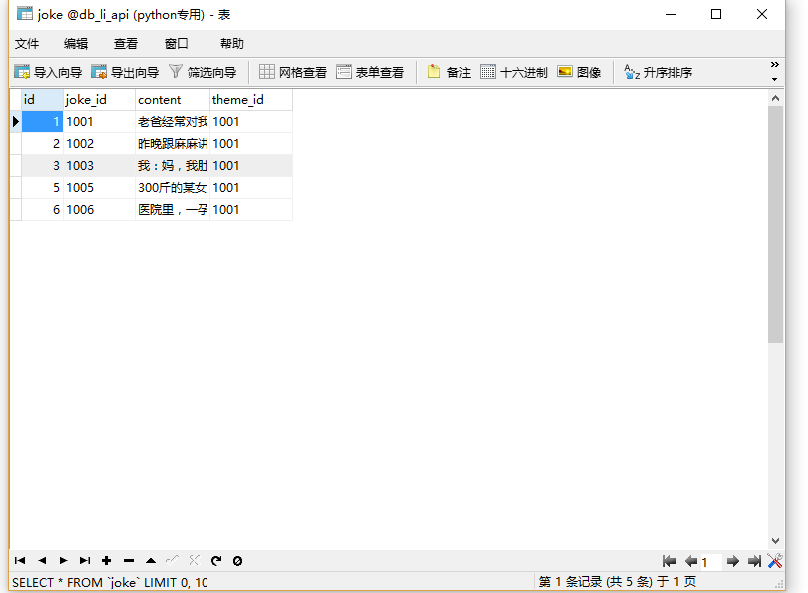 joke @db_li_api (python专用) - 表
文件 编辑 查看 窗口 帮助
导入向导 导出向导 筛选向导 网格查看 表单查看 备注 十六进制 图像 升序排序
id joke_id content theme_id
1 1001 老爸经常对我 1001
2 1002 昨晚跟麻麻讲 1001
3 1003 我：妈，我肚 1001
5 1005 300斤的某女 1001
6 1006 医院里，一孕 1001
1
SELECT * FROM `joke` LIMIT 0, 10 第 1 条记录 (共 5 条) 于 1 页